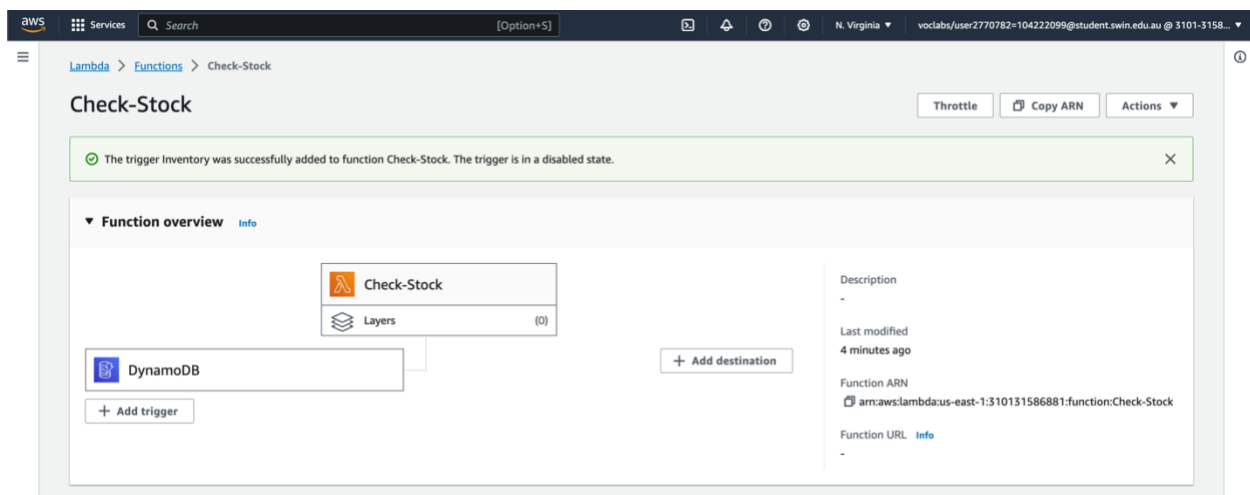 aws Services Search [Option+S] N. Virginia voclabs/user2770782=104222099@student.swin.edu.au @ 3101-3158...
Lambda > Functions > Check-Stock
Check-Stock
Throttle Copy ARN Actions
The trigger Inventory was successfully added to function Check-Stock. The trigger is in a disabled state.
Function overview Info
Check-Stock
Layers (0)
DynamoDB
+ Add trigger
+ Add destination
Description
-
Last modified
4 minutes ago
Function ARN
arn:aws:lambda:us-east-1:310131586881:function:Check-Stock
Function URL Info
-